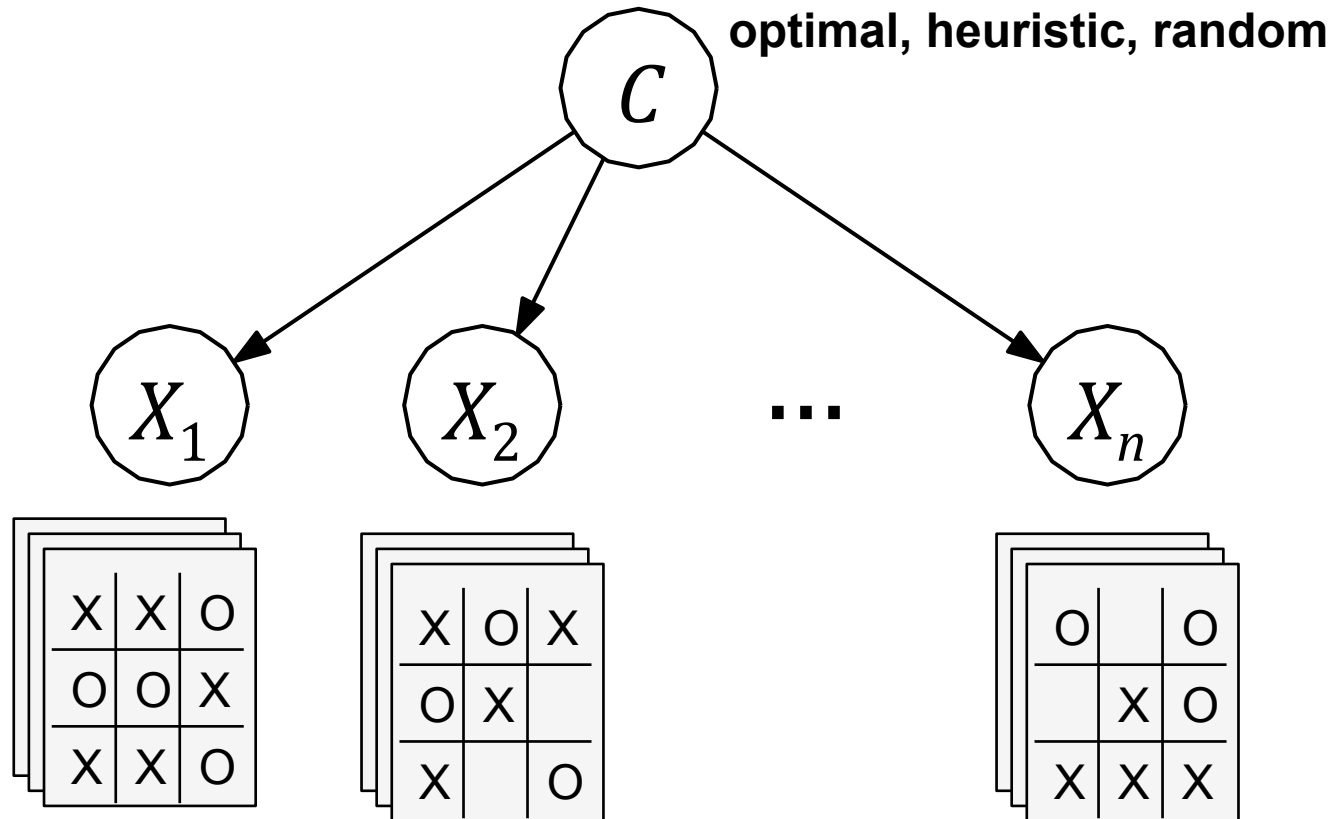 optimal, heuristic, random
C
X₁ X₂ ... Xₙ
X X O
O O X
X X O
X O X
O X
X O
O O
X O
X X X